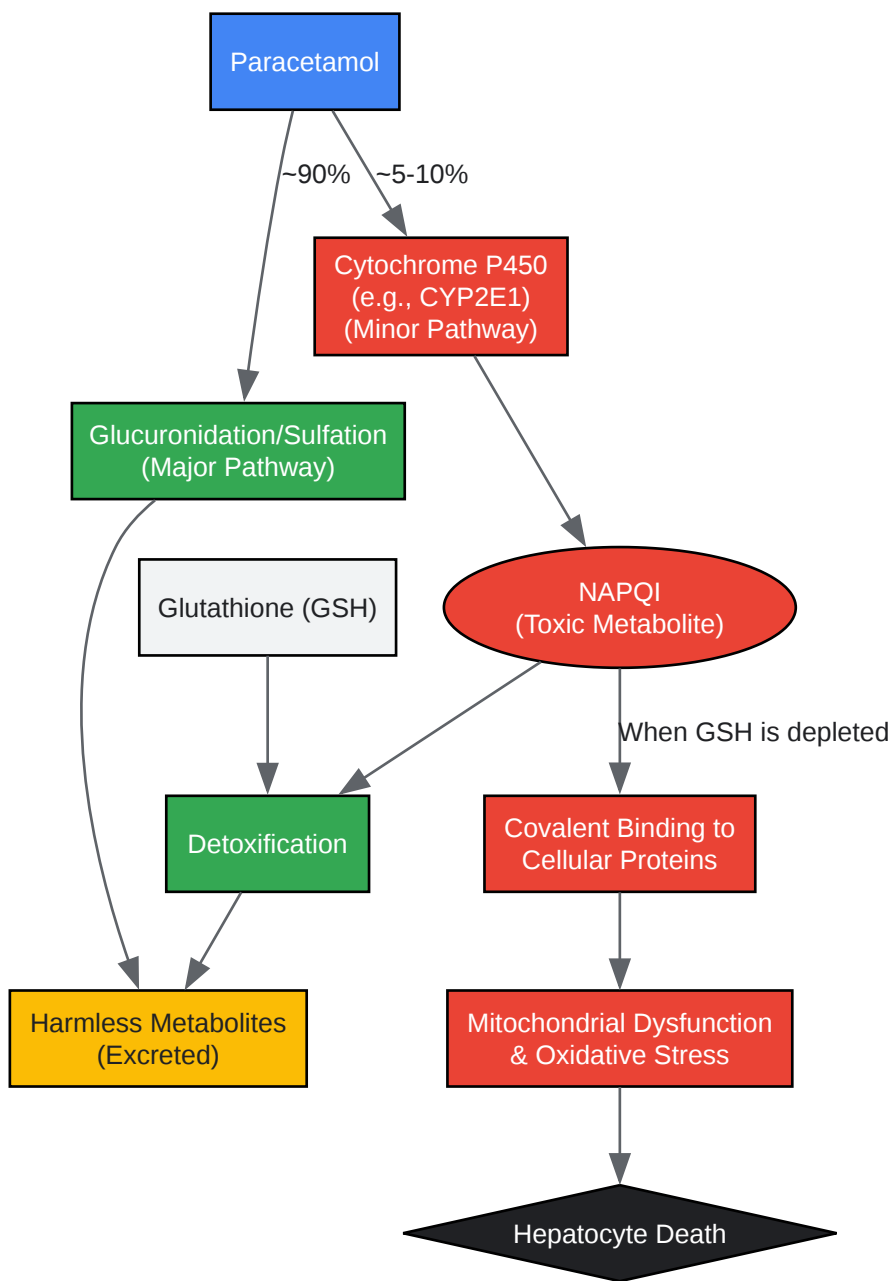 Paracetamol
~90%
~5-10%
Cytochrome P450
(e.g., CYP2E1)
(Minor Pathway)
Glucuronidation/Sulfation
(Major Pathway)
Glutathione (GSH)
NAPQI
(Toxic Metabolite)
When GSH is depleted
Detoxification
Covalent Binding to
Cellular Proteins
Harmless Metabolites
(Excreted)
Mitochondrial Dysfunction
& Oxidative Stress
Hepatocyte Death